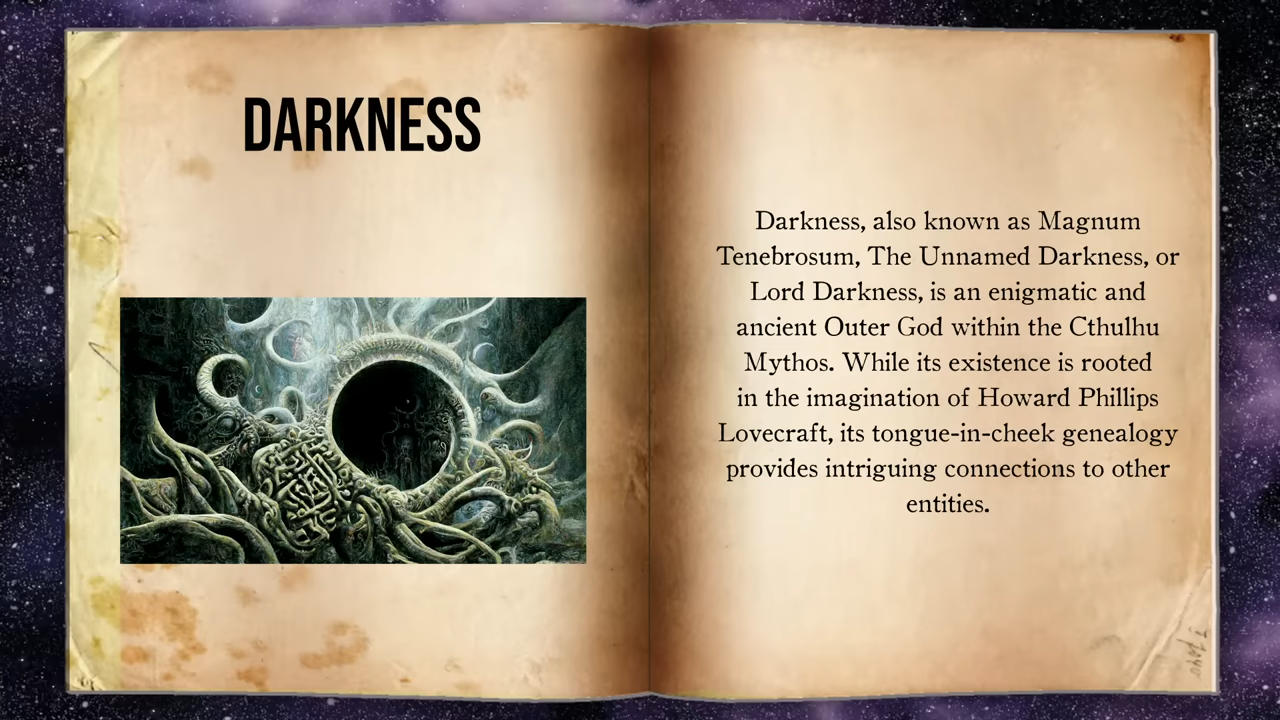 DARKNESS
Darkness, also known as Magnum
Tenebrosum, The Unnamed Darkness, or
Lord Darkness, is an enigmatic and
ancient Outer God within the Cthulhu
Mythos. While its existence is rooted
in the imagination of Howard Phillips
Lovecraft, its tongue-in-cheek genealogy
provides intriguing connections to other
entities.